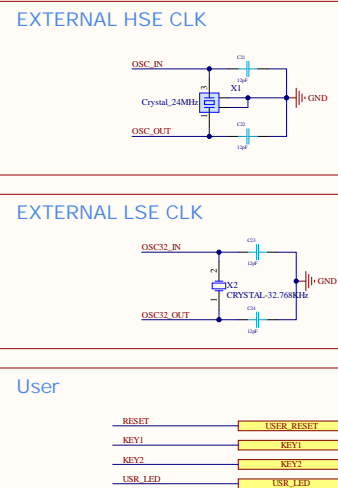 EXTERNAL HSE CLK
C21
OSC_IN
12pF
3
X1
Crystal_24MHz
GND
1
C22
OSC_OUT
12pF
EXTERNAL LSE CLK
C23
OSC32_IN
12pF
2
GND
X2
CRYSTAL-32.768KHz
1
C24
OSC32_OUT
12pF
User
RESET USER_RESET
KEY1 KEY1
KEY2 KEY2
USR_LED USR_LED